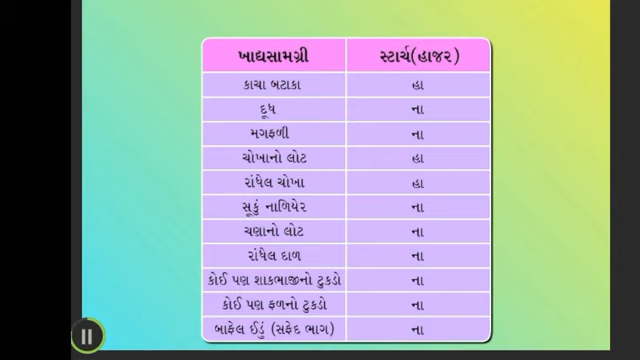 ખાદ્યસામગ્રી સ્ટાર્ચ(હાજર)
કાચા બટાકા હા
દૂધ ના
મગફળી ના
ચોખાનો લોટ હા
રાંધેલ ચોખા હા
સૂકું નાળિયેર ના
ચણાનો લોટ ના
રાંધેલ દાળ ના
કોઈ પણ શાકભાજીનો ટુકડો ના
કોઈ પણ ફળનો ટુકડો ના
બાફેલ ઈંડું (સફેદ ભાગ) ના